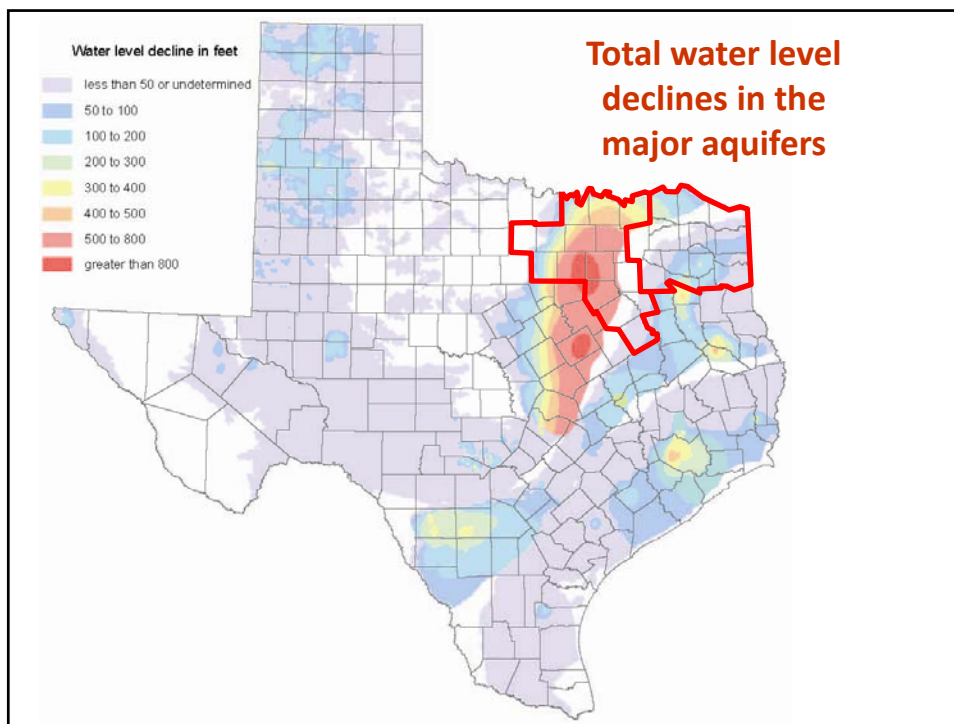 Water level decline in feet
less than 50 or undetermined
50 to 100
100 to 200
200 to 300
300 to 400
400 to 500
500 to 800
greater than 800
Total water level
declines in the
major aquifers